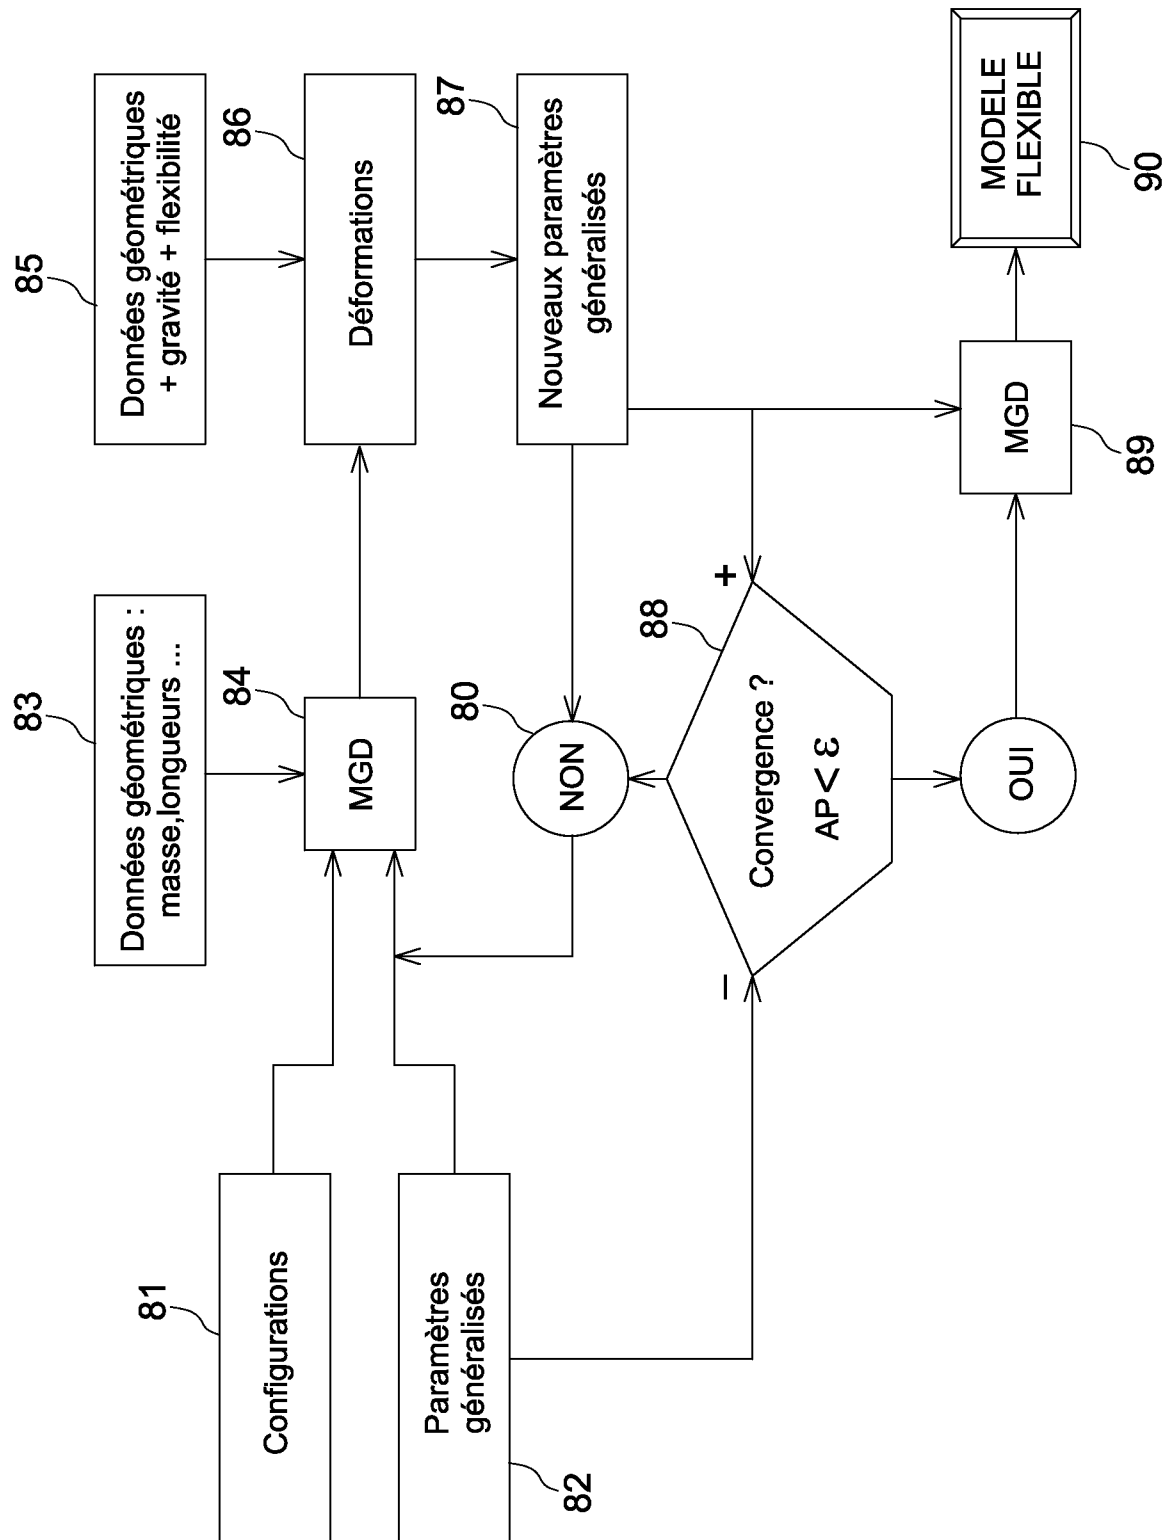 81
Configurations
82
Paramètres
généralisés
83
Données géométriques :
masse,longueurs ...
84
MGD
85
Données géométriques
+ gravité + flexibilité
86
Déformations
87
Nouveaux paramètres
généralisés
80
NON
88
Convergence ?
AP< ε
+
–
OUI
MGD
89
MODELE
FLEXIBLE
90